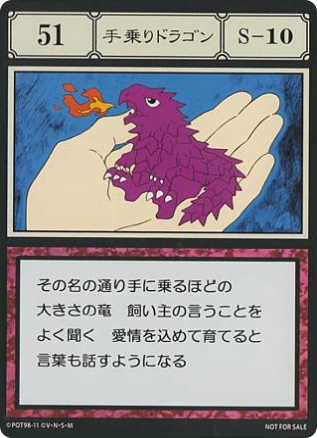 51
手乗りドラゴン
S-10
その名の通り手に乗るほどの
大きさの竜　飼い主の言うことを
よく聞く　愛情を込めて育てると
言葉も話すようになる
©POT98-11 ©V・N・S・M
NOT FOR SALE